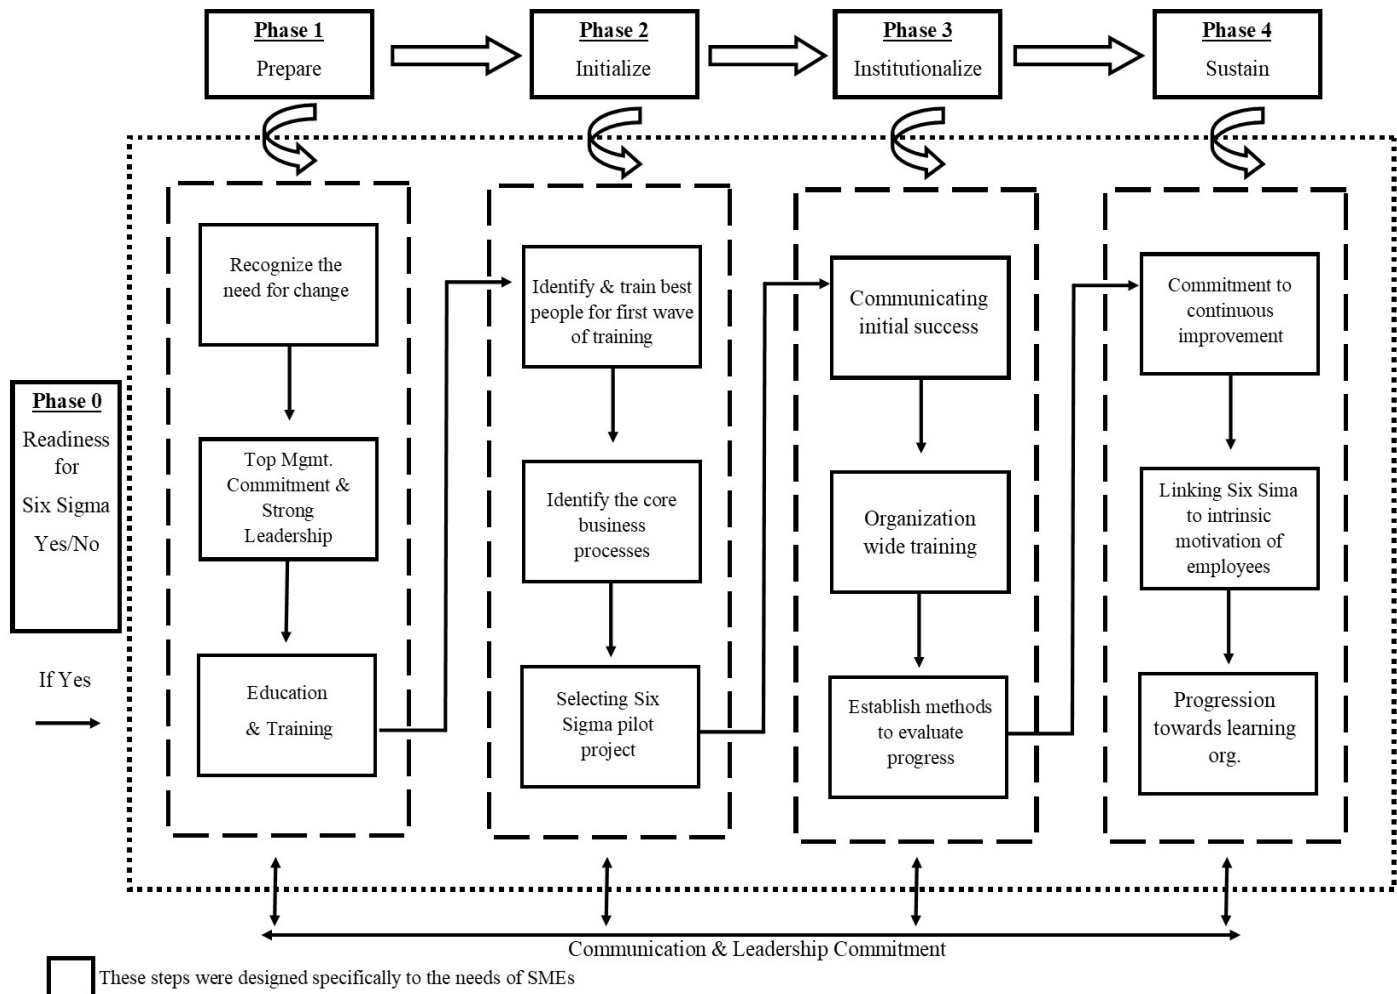 Phase 1
Prepare
Phase 2
Initialize
Phase 3
Institutionalize
Phase 4
Sustain
Phase 0
Readiness
for
Six Sigma
Yes/No
If Yes
Recognize the
need for change
Top Mgmt.
Commitment &
Strong
Leadership
Education
& Training
Identify & train best
people for first wave
of training
Identify the core
business
processes
Selecting Six
Sigma pilot
project
Communicating
initial success
Organization
wide training
Establish methods
to evaluate
progress
Commitment to
continuous
improvement
Linking Six Sima
to intrinsic
motivation of
employees
Progression
towards learning
org.
Communication & Leadership Commitment
These steps were designed specifically to the needs of SMEs